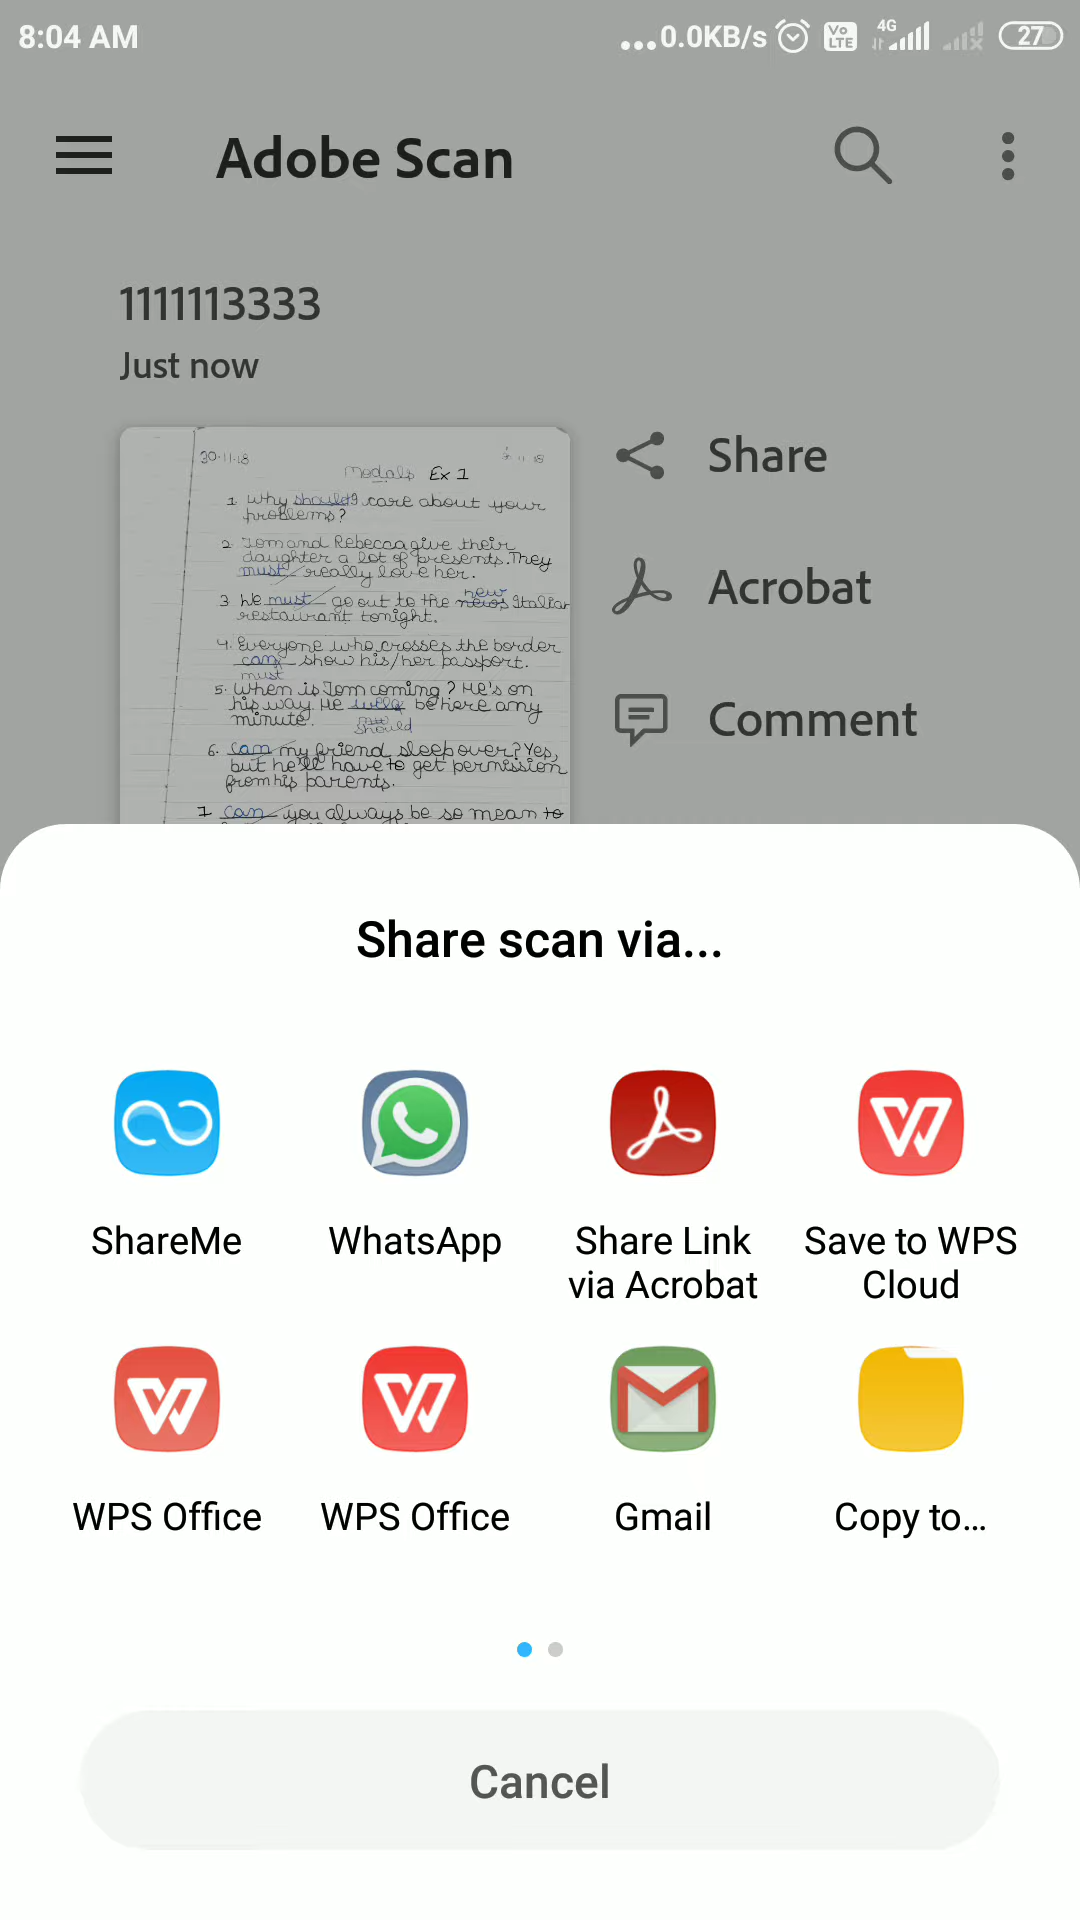 8:04 AM
...0.0KB/s
Vo LTE
4G
27
Adobe Scan
1111113333
Just now
30-11-18
Modals Ex 1
1. Why should I care about your
problems?
2. Tom and Rebecca give their
daughter a lot of presents. They
must really love her.
3 We must go out to the news Italian
new
restaurant tonight.
4. Everyone who crosses the border
can show his/her passport.
must
5. When is Tom coming? He's on
his way. He be here any
minute.
should
6. Can my friend sleep over? Yes,
but he'll have to get permission
from his parents.
7 can you always be so mean to
Share
Acrobat
Comment
Share scan via...
ShareMe
WhatsApp
Share Link
via Acrobat
Save to WPS
Cloud
WPS Office
WPS Office
Gmail
Copy to...
Cancel